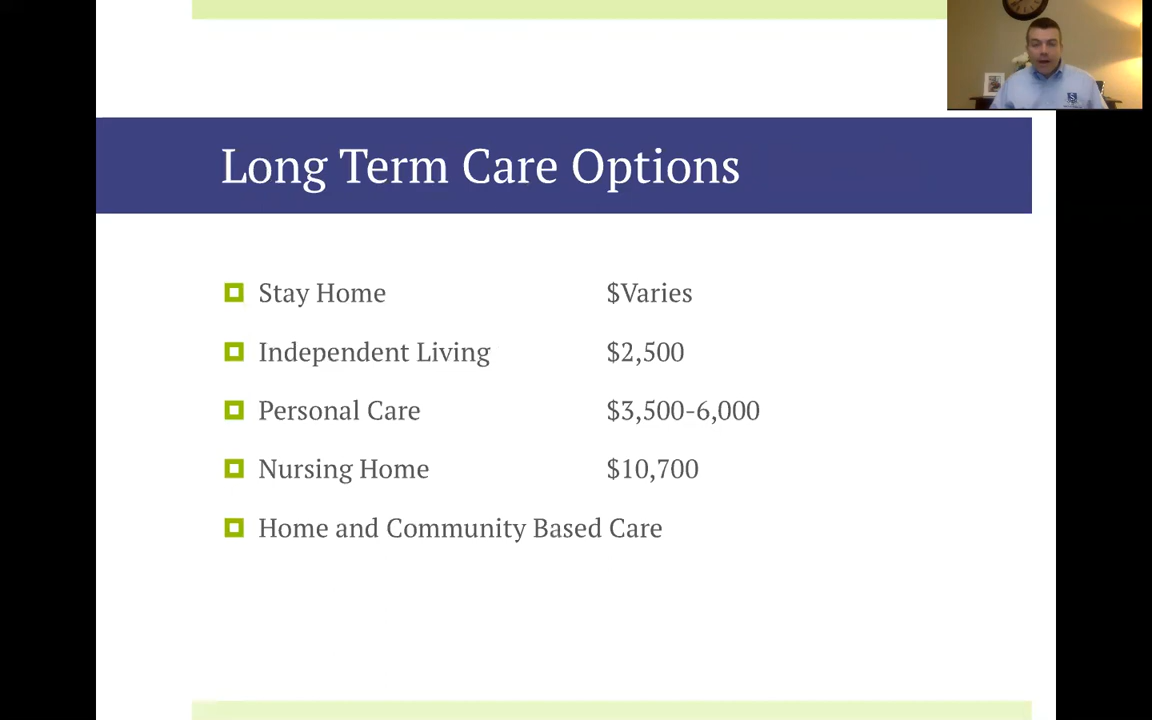 Long Term Care Options
Stay Home $Varies
Independent Living $2,500
Personal Care $3,500-6,000
Nursing Home $10,700
Home and Community Based Care